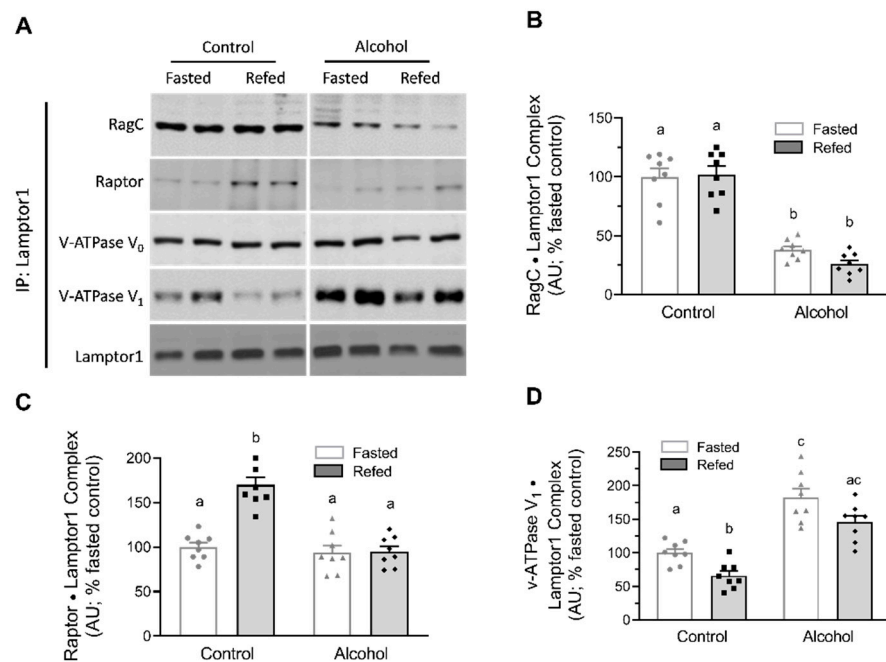 A
Control
Alcohol
Fasted
Refed
Fasted
Refed
IP: Lamptor1
RagC
Raptor
V-ATPase V₀
V-ATPase V₁
Lamptor1
B
RagC • Lamptor1 Complex
(AU; % fasted control)
150
125
100
75
50
25
0
a
a
b
b
Fasted
Refed
Control
Alcohol
C
Raptor • Lamptor1 Complex
(AU; % fasted control)
200
150
100
50
0
a
b
a
a
Fasted
Refed
Control
Alcohol
D
v-ATPase V₁ •
Lamptor1 Complex
(AU; % fasted control)
250
200
150
100
50
0
a
b
c
ac
Fasted
Refed
Control
Alcohol